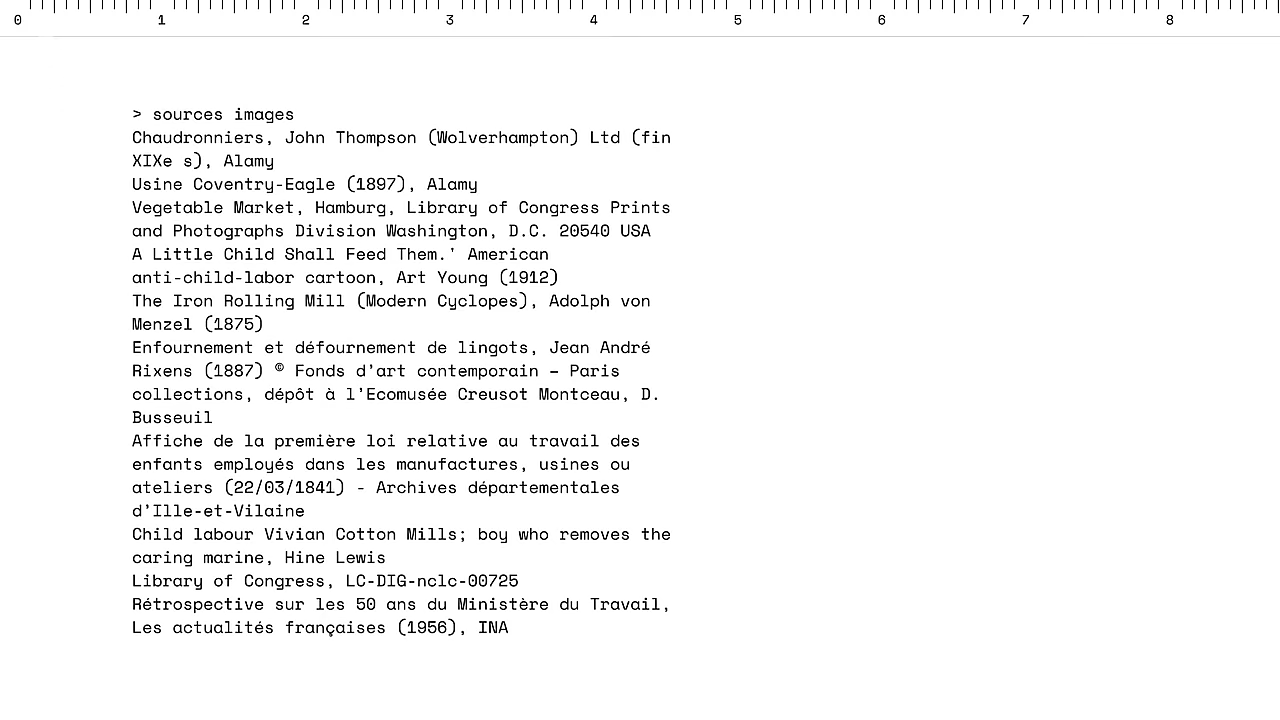 0 1 2 3 4 5 6 7 8
> sources images
Chaudronniers, John Thompson (Wolverhampton) Ltd (fin
XIXe s), Alamy
Usine Coventry-Eagle (1897), Alamy
Vegetable Market, Hamburg, Library of Congress Prints
and Photographs Division Washington, D.C. 20540 USA
A Little Child Shall Feed Them.' American
anti-child-labor cartoon, Art Young (1912)
The Iron Rolling Mill (Modern Cyclopes), Adolph von
Menzel (1875)
Enfournement et défournement de lingots, Jean André
Rixens (1887) © Fonds d’art contemporain – Paris
collections, dépôt à l’Ecomusée Creusot Montceau, D.
Busseuil
Affiche de la première loi relative au travail des
enfants employés dans les manufactures, usines ou
ateliers (22/03/1841) - Archives départementales
d’Ille-et-Vilaine
Child labour Vivian Cotton Mills; boy who removes the
caring marine, Hine Lewis
Library of Congress, LC-DIG-nclc-00725
Rétrospective sur les 50 ans du Ministère du Travail,
Les actualités françaises (1956), INA